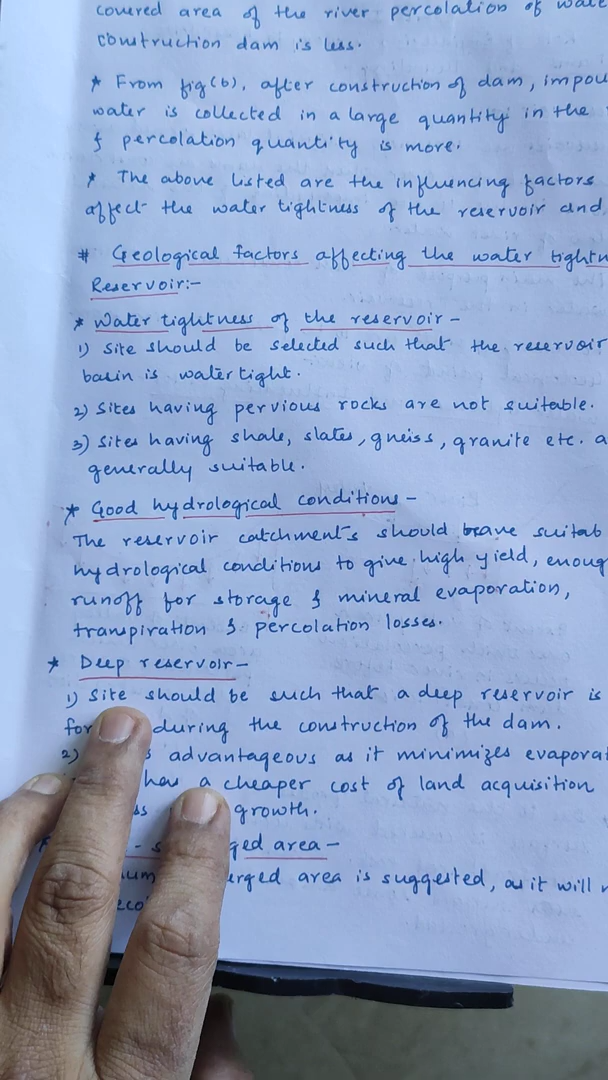 covered area of the river percolation of wate
construction dam is less.
* From fig(b), after construction of dam, impou
water is collected in a large quantity in the
& percolation quantity is more.
* The above listed are the influencing factors
affect the water tightness of the reservoir and,
# Geological factors affecting the water tightn
Reservoir:-
* Water tightness of the reservoir -
1) Site should be selected such that the reservoir
basin is watertight.
2) Sites having pervious rocks are not suitable.
3) Sites having shale, slates, gneiss, granite etc. a
generally suitable.
* Good hydrological conditions -
The reservoir catchment's should have suitab
hydrological conditions to give high yield, enoug
runoff for storage & mineral evaporation,
transpiration & percolation losses.
* Deep reservoir -
1) Site should be such that a deep reservoir is
for during the construction of the dam.
2) s advantageous as it minimizes evaporat
has a cheaper cost of land acquisition
ss growth.
* - s ged area -
um erged area is suggested, as it will
eco